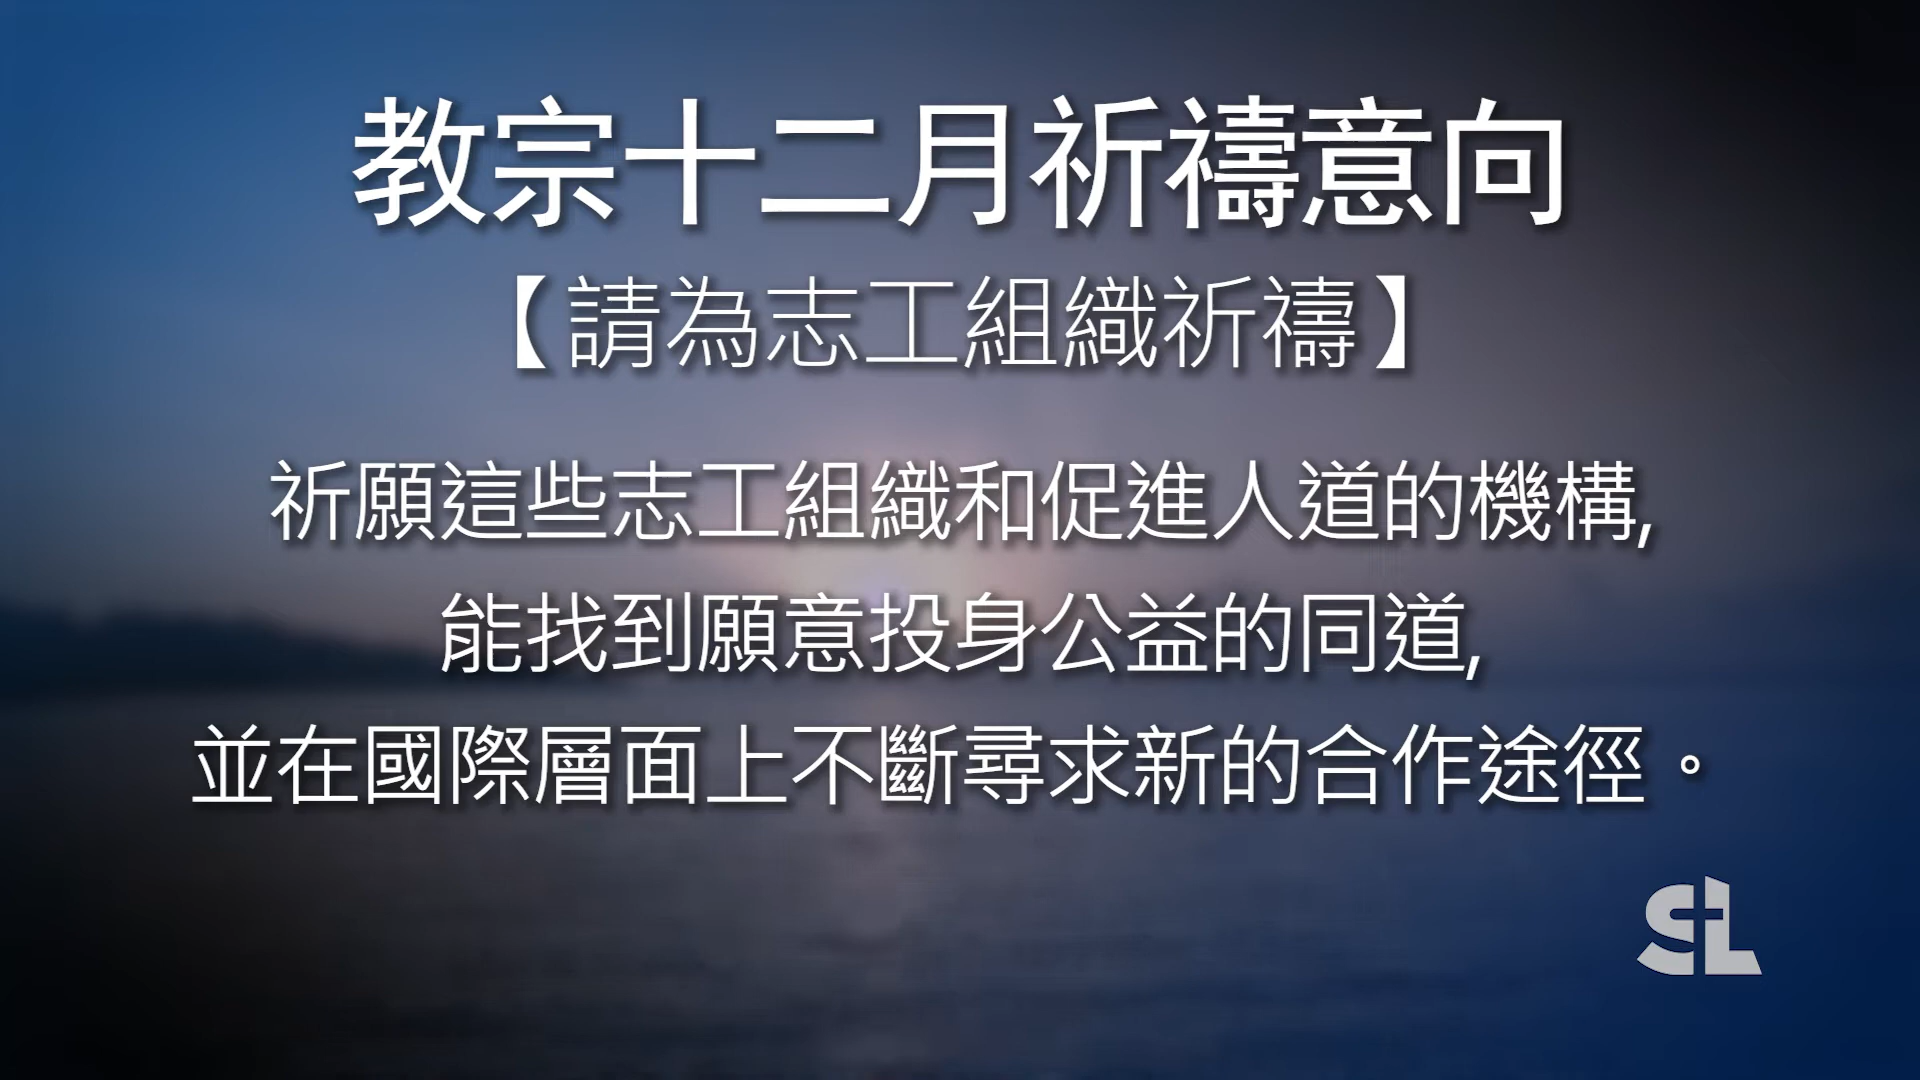 教宗十二月祈禱意向
【請為志工組織祈禱】
祈願這些志工組織和促進人道的機構,
能找到願意投身公益的同道,
並在國際層面上不斷尋求新的合作途徑。
SL